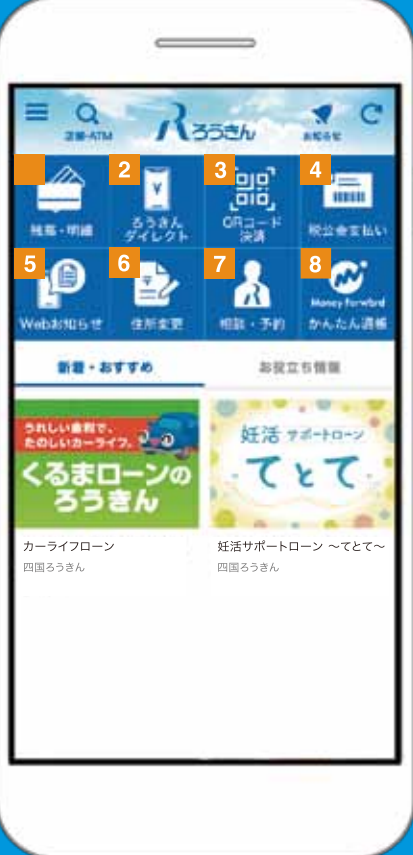 店舗・ATM
ろうきん
お知らせ
2
3
4
残高・明細
ろうきん
ダイレクト
QRコード
決済
税公金支払い
5
6
7
8
Webお知らせ
住所変更
相談・予約
Money Forward
かんたん通帳
新着・おすすめ
お役立ち情報
うれしい金利で、
たのしいカーライフ。
くるまローンの
ろうきん
妊活 サポートローン
てとて
カーライフローン
妊活サポートローン 〜てとて〜
四国ろうきん
四国ろうきん